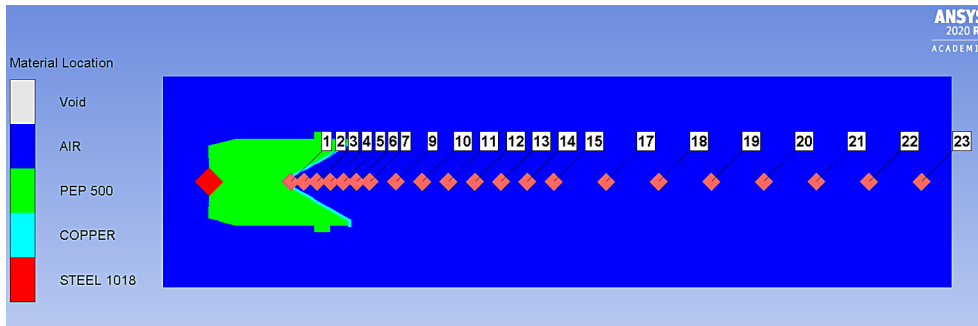 ANSYS
2020 R
ACADEMI
Material Location
Void
AIR
PEP 500
COPPER
STEEL 1018
1 2 3 4 5 6 7 9 10 11 12 13 14 15 17 18 19 20 21 22 23